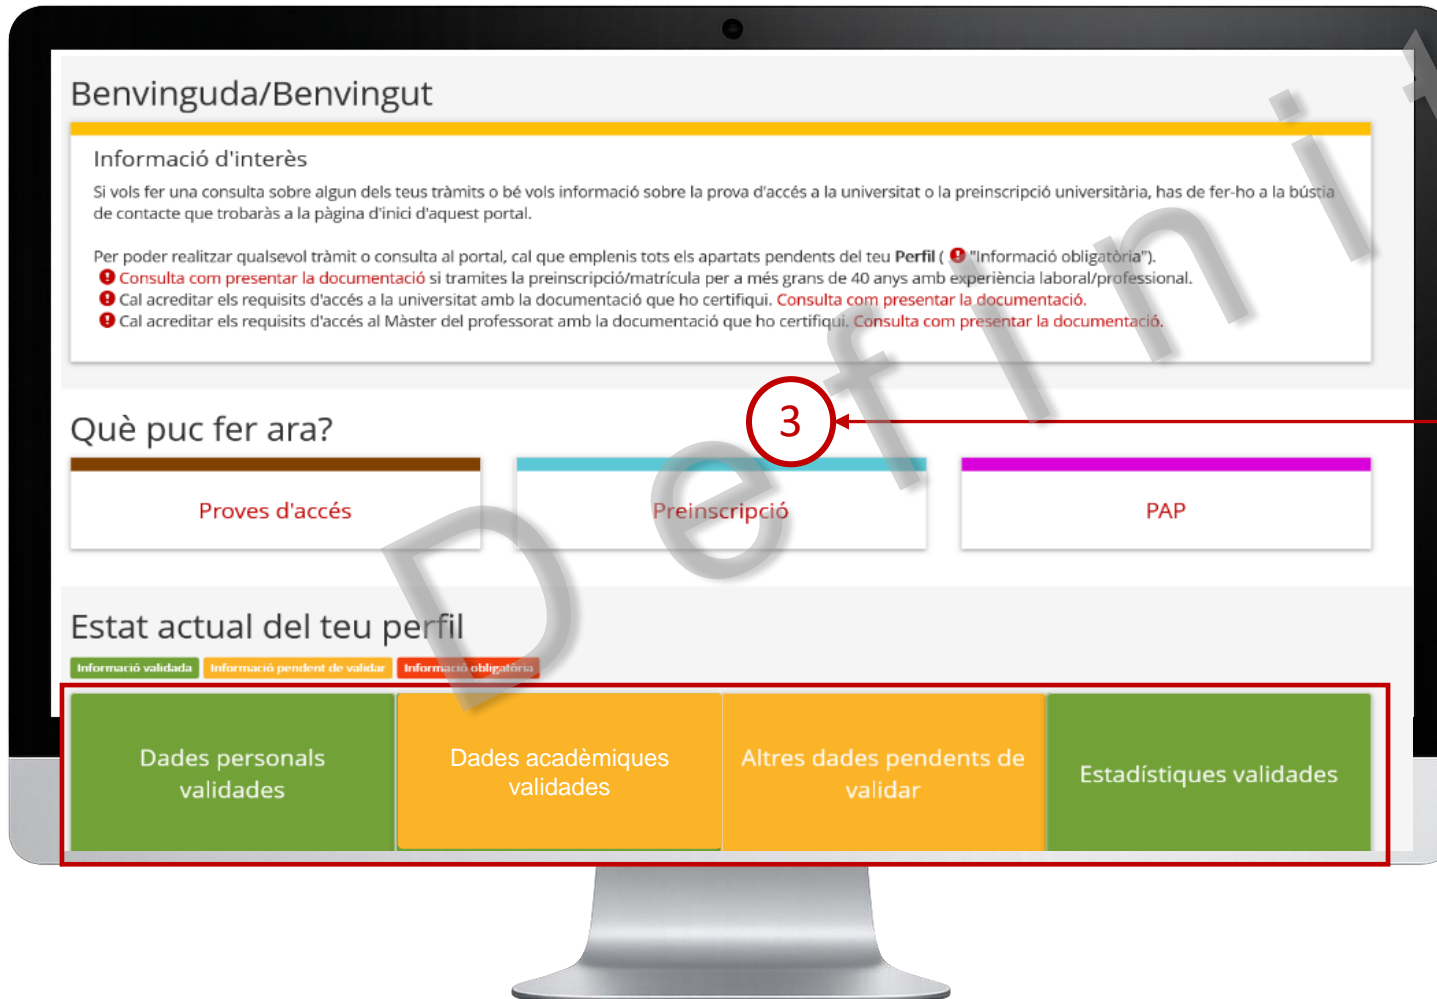 Benvinguda/Benvingut
Informació d'interès
Si vols fer una consulta sobre algun dels teus tràmits o bé vols informació sobre la prova d'accés a la universitat o la preinscripció universitària, has de fer-ho a la bústia
de contacte que trobaràs a la pàgina d'inici d'aquest portal.
Per poder realitzar qualsevol tràmit o consulta al portal, cal que emplenis tots els apartats pendents del teu Perfil ( "Informació obligatòria").
Consulta com presentar la documentació si tramites la preinscripció/matrícula per a més grans de 40 anys amb experiència laboral/professional.
Cal acreditar els requisits d'accés a la universitat amb la documentació que ho certifiqui. Consulta com presentar la documentació.
Cal acreditar els requisits d'accés al Màster del professorat amb la documentació que ho certifiqui. Consulta com presentar la documentació.
Què puc fer ara?
3
Proves d'accés
Preinscripció
PAP
Estat actual del teu perfil
Informació validada
Informació pendent de validar
Informació obligatòria
Dades personals
validades
Dades acadèmiques
validades
Altres dades pendents de
validar
Estadístiques validades
Definit